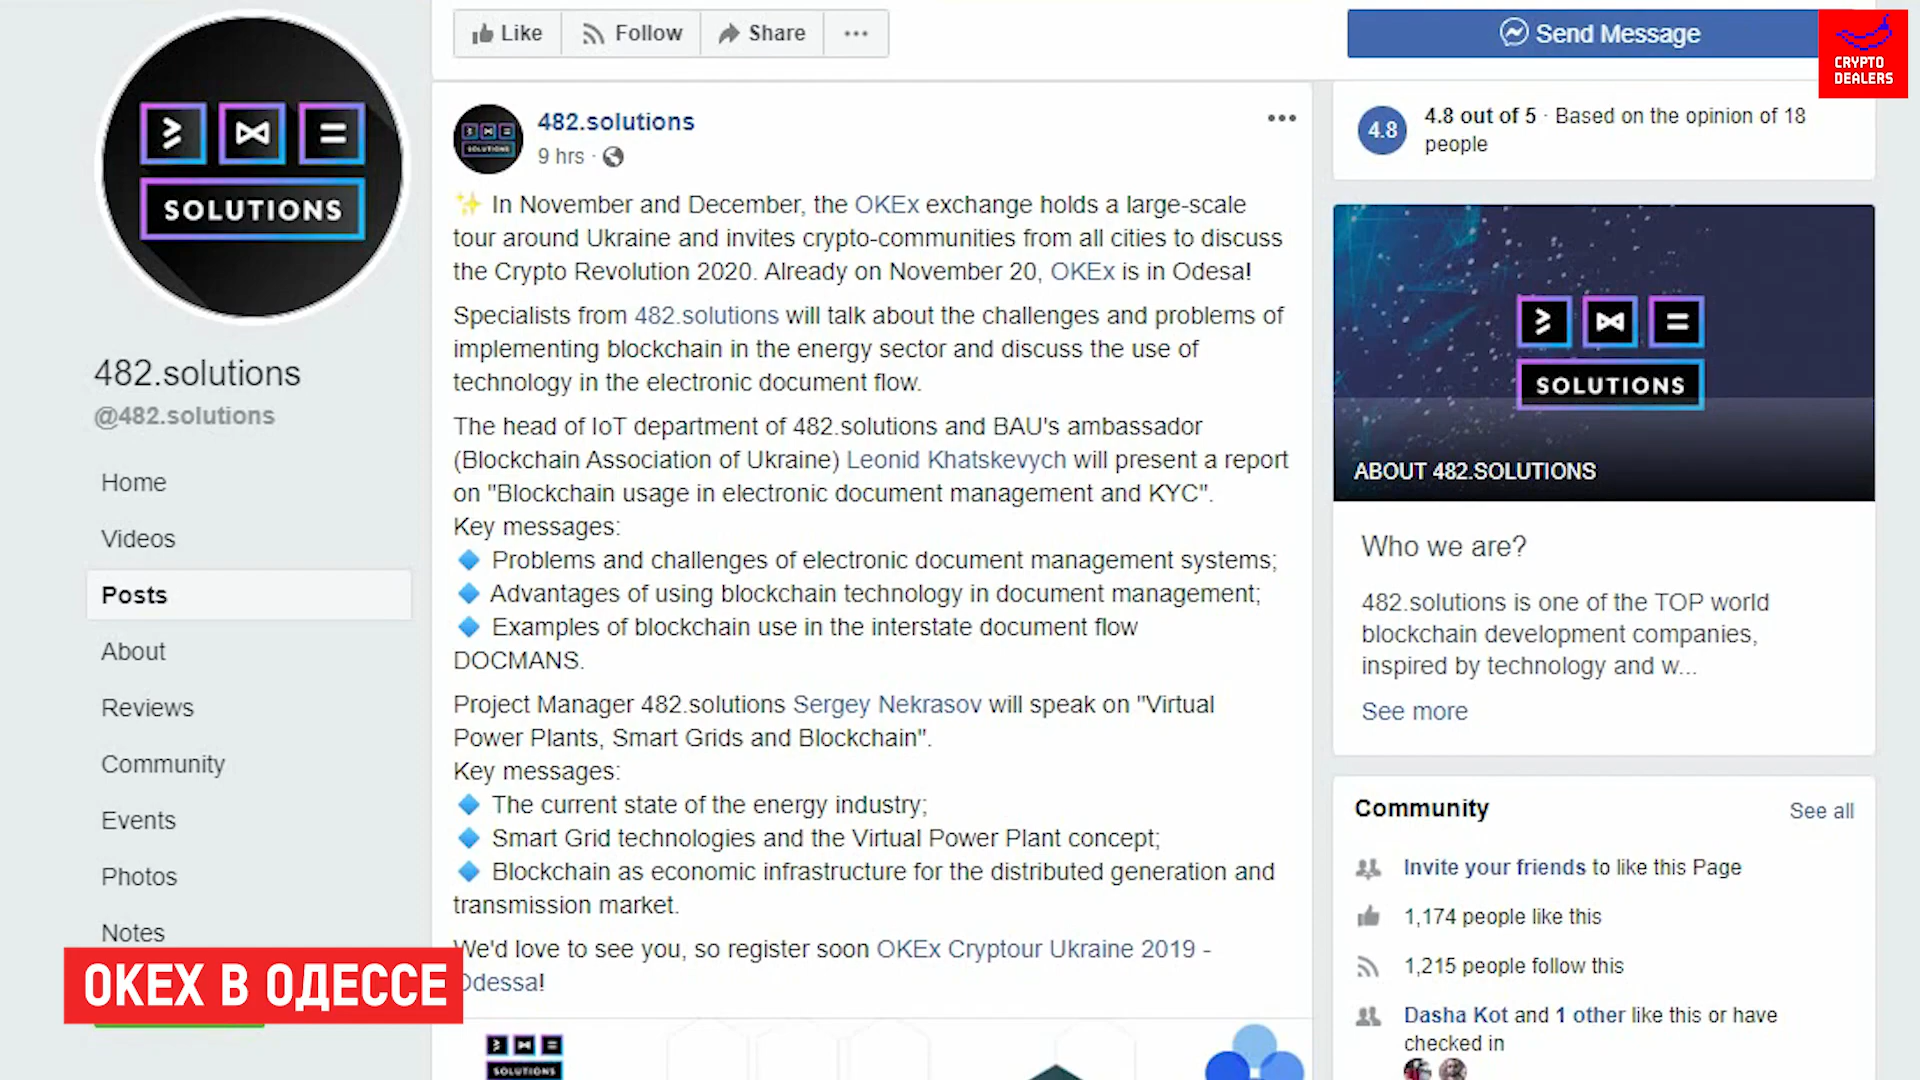 SOLUTIONS
482.solutions
@482.solutions
Home
Videos
Posts
About
Reviews
Community
Events
Photos
Notes
ОКЕХ В ОДЕССЕ
Like
Follow
Share
Send Message
CRYPTO
DEALERS
SOLUTIONS
482.solutions
9 hrs ·
In November and December, the OKEx exchange holds a large-scale
tour around Ukraine and invites crypto-communities from all cities to discuss
the Crypto Revolution 2020. Already on November 20, OKEx is in Odesa!
Specialists from 482.solutions will talk about the challenges and problems of
implementing blockchain in the energy sector and discuss the use of
technology in the electronic document flow.
The head of IoT department of 482.solutions and BAU's ambassador
(Blockchain Association of Ukraine) Leonid Khatskevych will present a report
on "Blockchain usage in electronic document management and KYC".
Key messages:
Problems and challenges of electronic document management systems;
Advantages of using blockchain technology in document management;
Examples of blockchain use in the interstate document flow
DOCMANS.
Project Manager 482.solutions Sergey Nekrasov will speak on "Virtual
Power Plants, Smart Grids and Blockchain".
Key messages:
The current state of the energy industry;
Smart Grid technologies and the Virtual Power Plant concept;
Blockchain as economic infrastructure for the distributed generation and
transmission market.
We'd love to see you, so register soon OKEx Cryptour Ukraine 2019 -
Odessa!
SOLUTIONS
4.8
4.8 out of 5 · Based on the opinion of 18
people
SOLUTIONS
ABOUT 482.SOLUTIONS
Who we are?
482.solutions is one of the TOP world
blockchain development companies,
inspired by technology and w...
See more
Community
See all
Invite your friends to like this Page
1,174 people like this
1,215 people follow this
Dasha Kot and 1 other like this or have
checked in